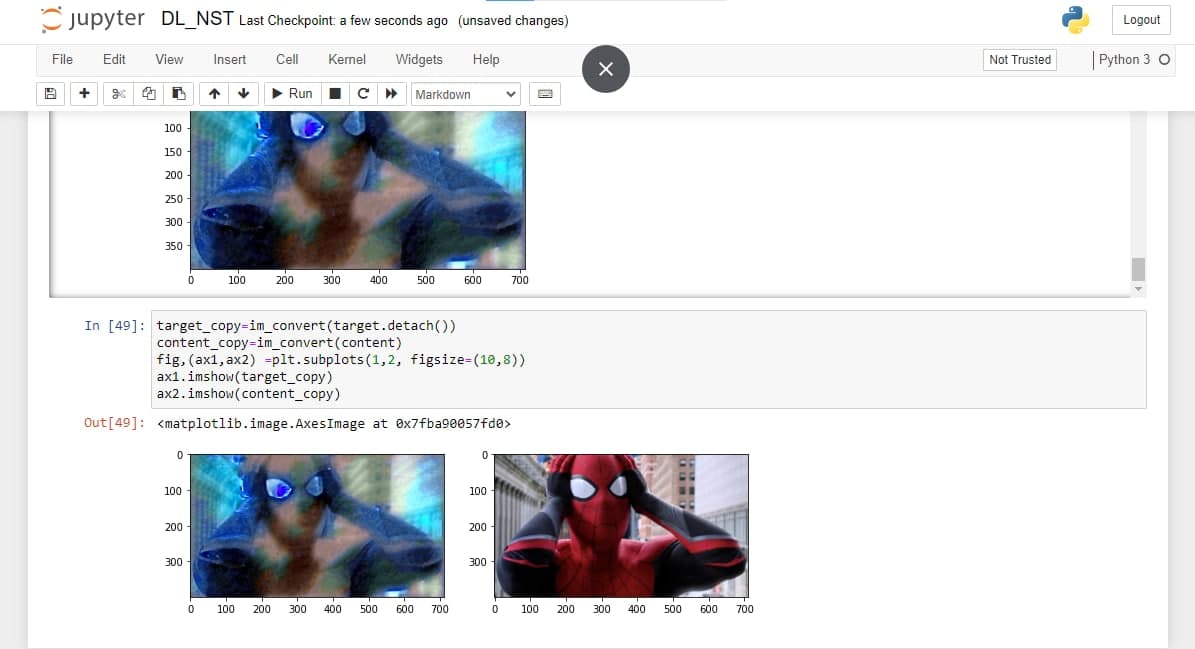 jupyter DL_NST Last Checkpoint: a few seconds ago (unsaved changes)
Logout
File Edit View Insert Cell Kernel Widgets Help
Not Trusted
Python 3
Run
Markdown
100
150
200
250
300
350
0 100 200 300 400 500 600 700
In [49]:
target_copy=im_convert(target.detach())
content_copy=im_convert(content)
fig,(ax1,ax2) =plt.subplots(1,2, figsize=(10,8))
ax1.imshow(target_copy)
ax2.imshow(content_copy)
Out[49]: <matplotlib.image.AxesImage at 0x7fba90057fd0>
0
100
200
300
0 100 200 300 400 500 600 700
0
100
200
300
0 100 200 300 400 500 600 700